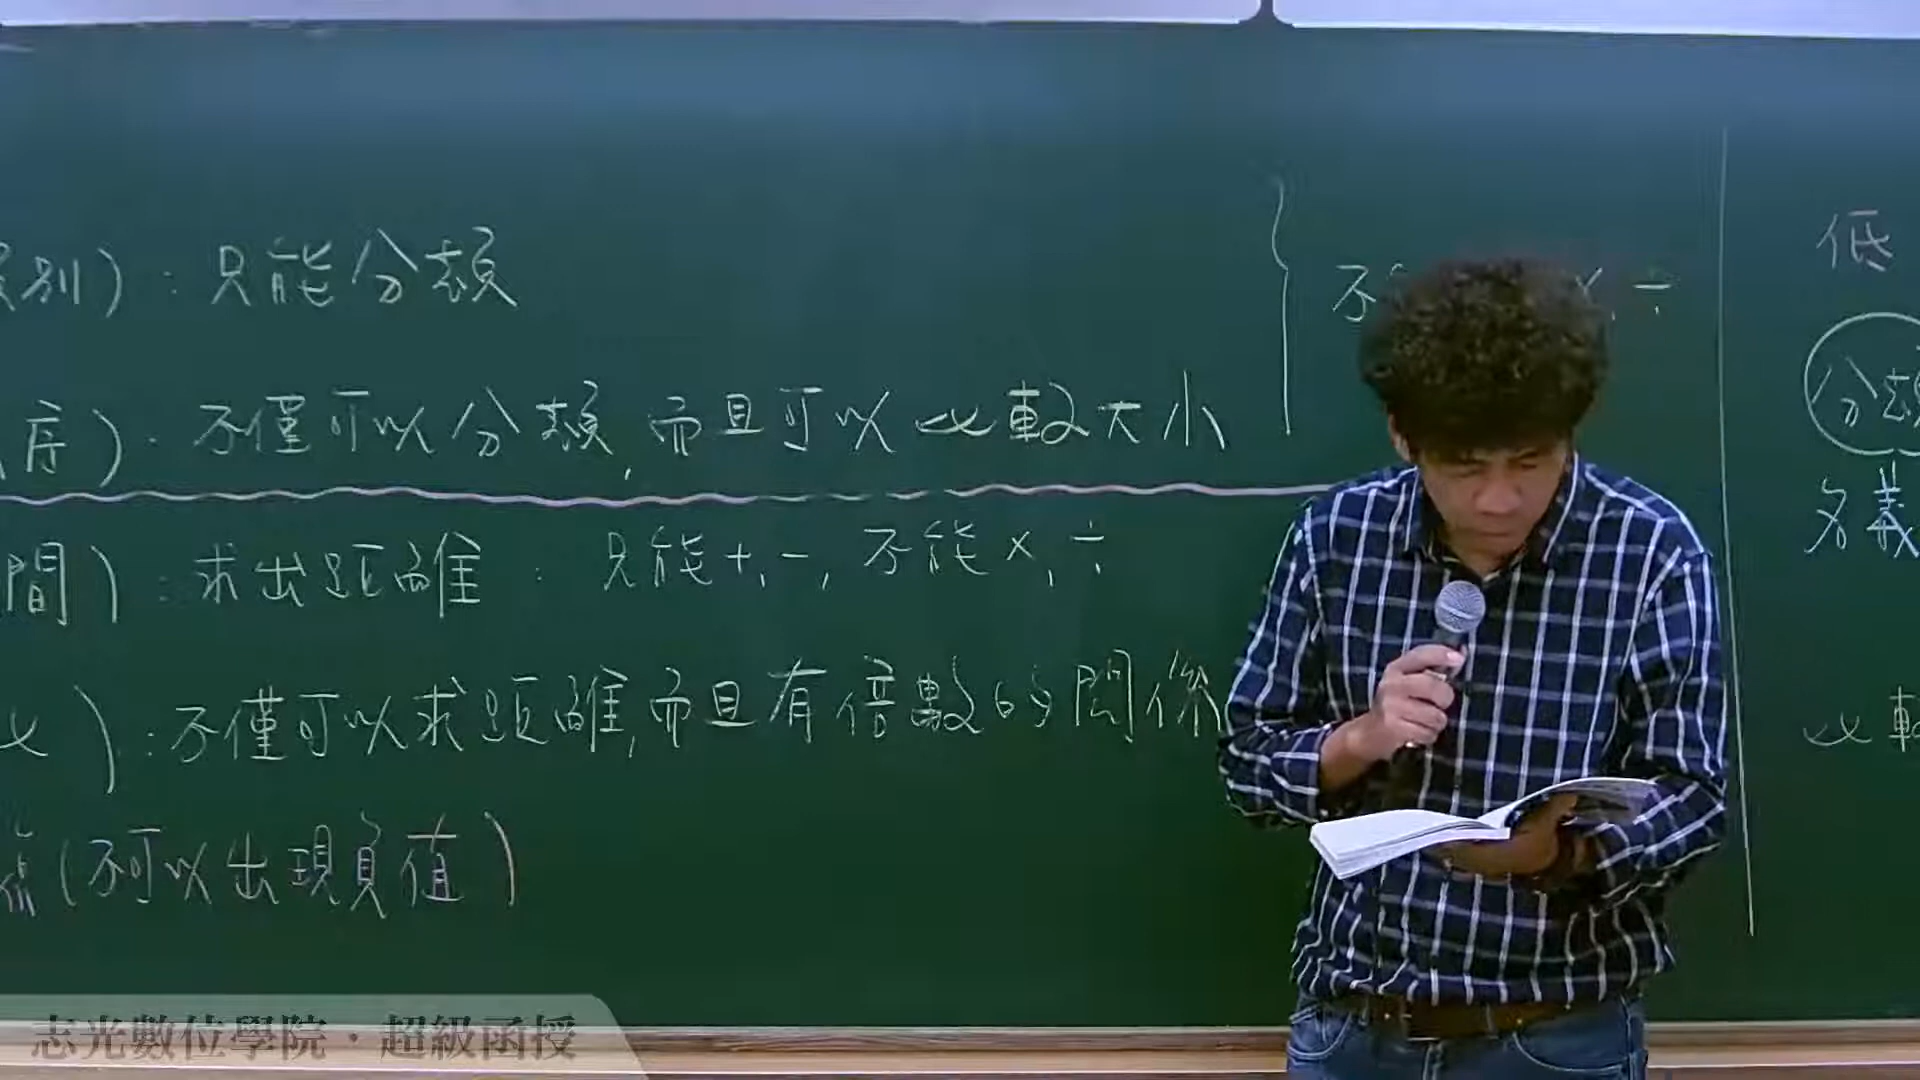 別）：只能分類
序）：不僅可以分類,而且可以比較大小
不 ×,÷
間）：求出距離：只能+,-,不能×,÷
比）：不僅可以求距離,而且有倍數的関係
點(不可以出現負值)
低
分類
名義
比較
志光數位學院・超級函授